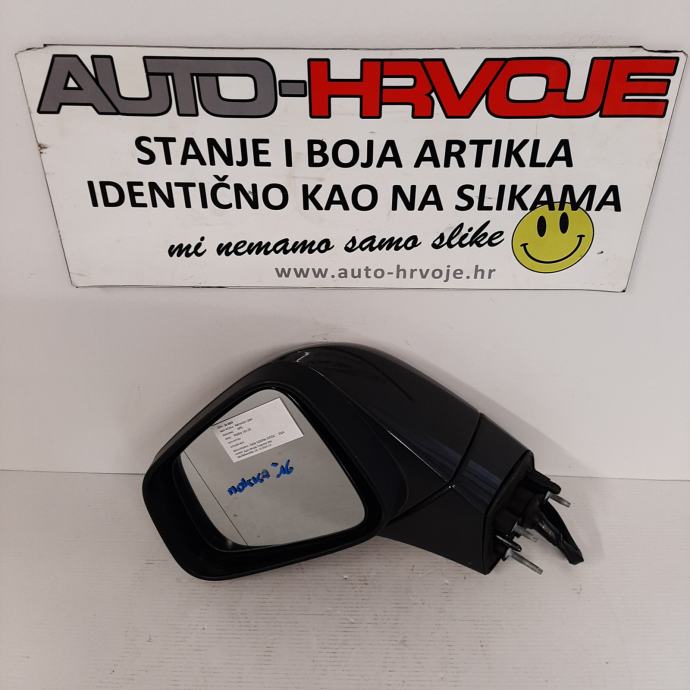 AUTO-HRVOJE
STANJE I BOJA ARTIKLA
IDENTIČNO KAO NA SLIKAMA
mi nemamo samo slike
www.auto-hrvoje.hr
mokka '16